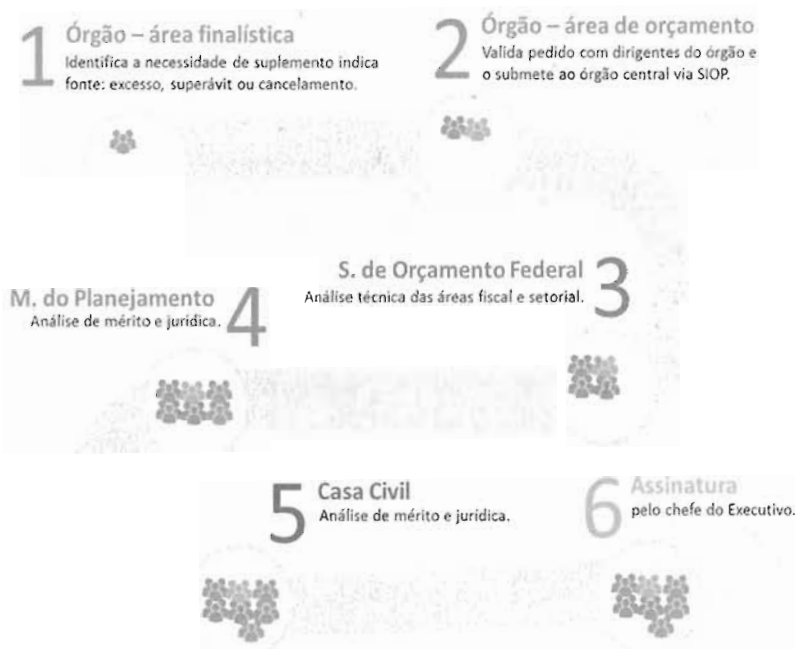 1
Órgão – área finalística
Identifica a necessidade de suplemento indica
fonte: excesso, superávit ou cancelamento.
2
Órgão – área de orçamento
Valida pedido com dirigentes do órgão e
o submete ao órgão central via SIOP.
S. de Orçamento Federal
Análise técnica das áreas fiscal e setorial.
3
M. do Planejamento
Análise de mérito e jurídica.
4
5
Casa Civil
Análise de mérito e jurídica.
6
Assinatura
pelo chefe do Executivo.